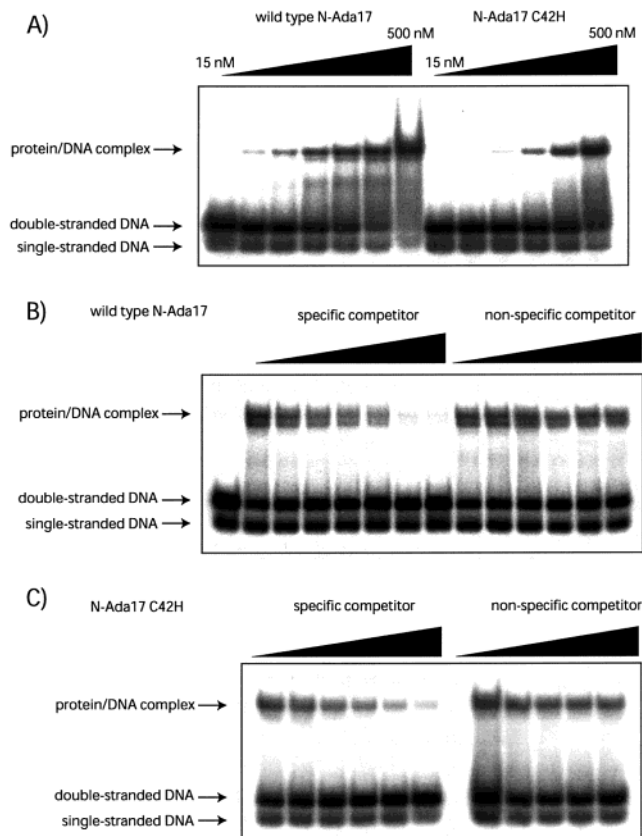 A)
wild type N-Ada17
N-Ada17 C42H
15 nM
500 nM
15 nM
500 nM
protein/DNA complex
double-stranded DNA
single-stranded DNA
B)
wild type N-Ada17
specific competitor
non-specific competitor
protein/DNA complex
double-stranded DNA
single-stranded DNA
C)
N-Ada17 C42H
specific competitor
non-specific competitor
protein/DNA complex
double-stranded DNA
single-stranded DNA